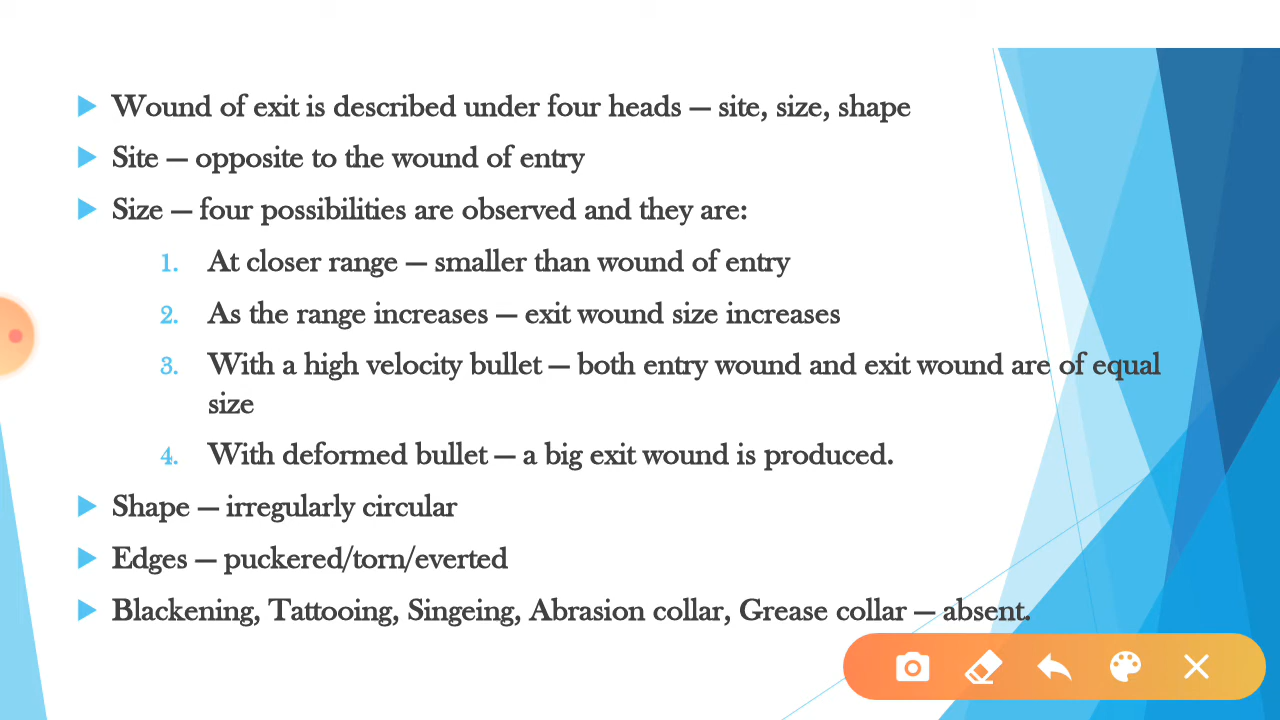 Wound of exit is described under four heads — site, size, shape
Site — opposite to the wound of entry
Size — four possibilities are observed and they are:
1. At closer range — smaller than wound of entry
2. As the range increases — exit wound size increases
3. With a high velocity bullet — both entry wound and exit wound are of equal
size
4. With deformed bullet — a big exit wound is produced.
Shape — irregularly circular
Edges — puckered/torn/everted
Blackening, Tattooing, Singeing, Abrasion collar, Grease collar — absent.